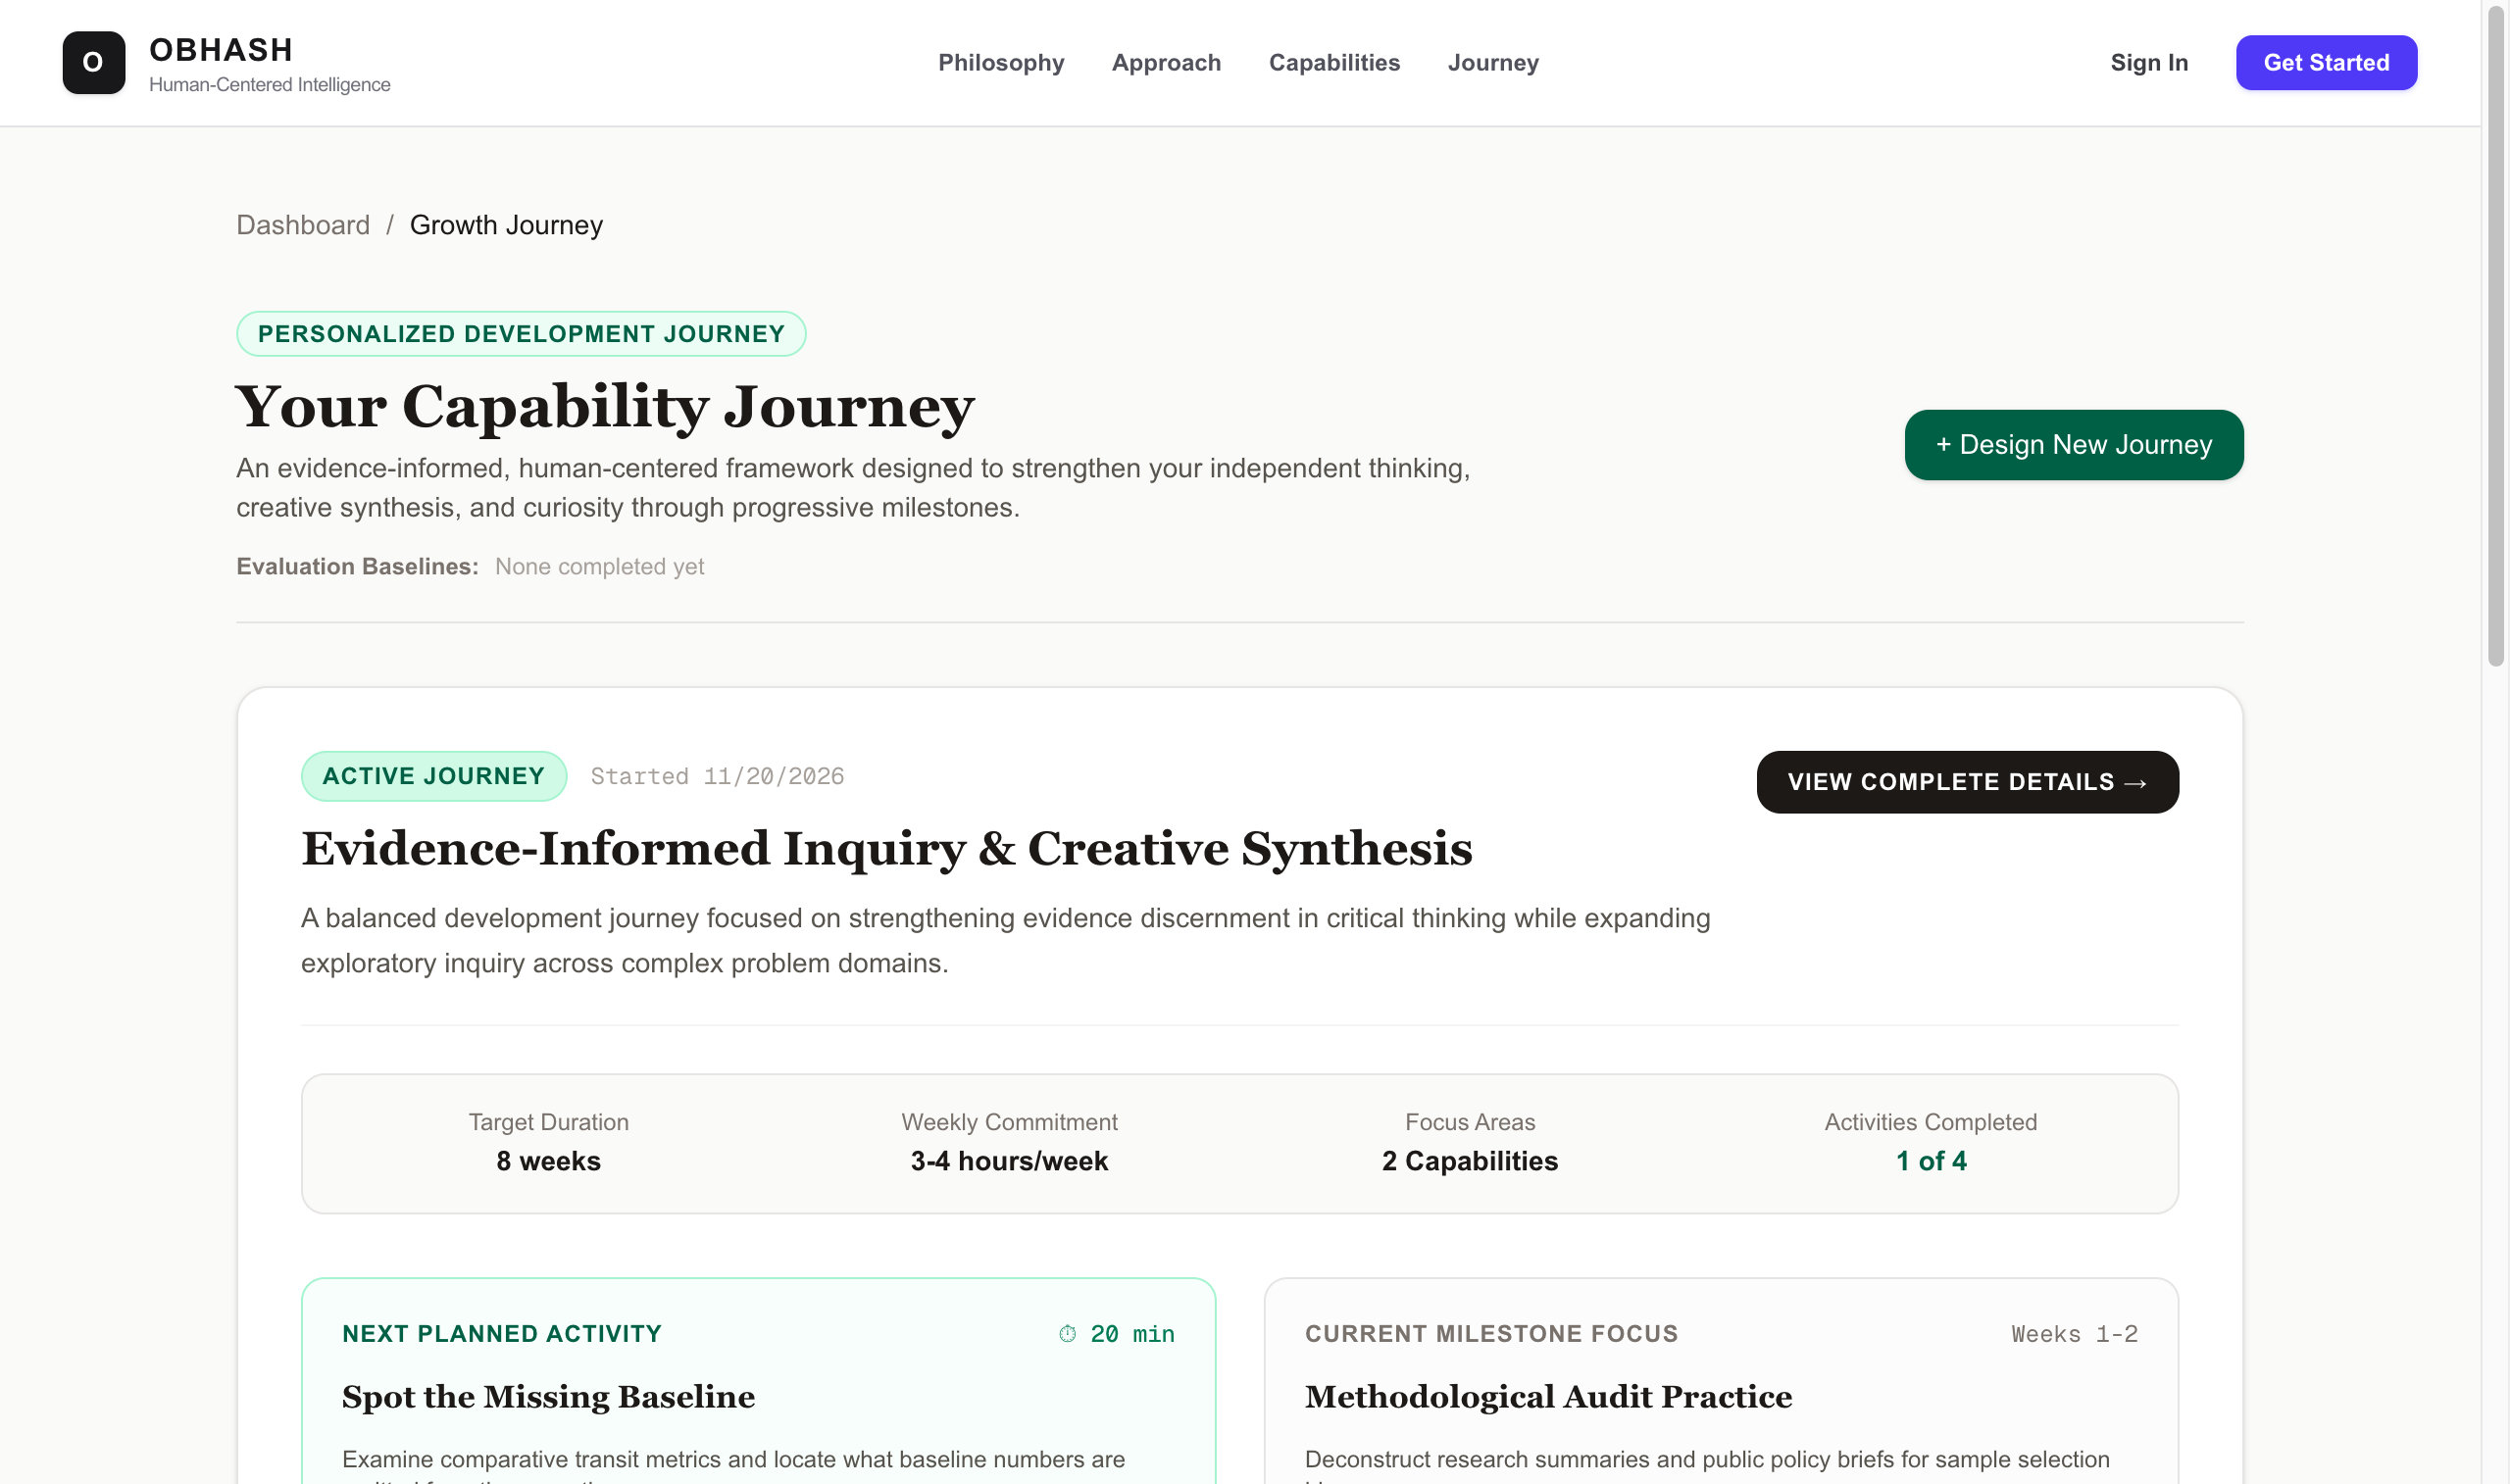 O
OBHASH
Human-Centered Intelligence
Philosophy
Approach
Capabilities
Journey
Sign In
Get Started
Dashboard / Growth Journey
PERSONALIZED DEVELOPMENT JOURNEY
Your Capability Journey
An evidence-informed, human-centered framework designed to strengthen your independent thinking,
creative synthesis, and curiosity through progressive milestones.
+ Design New Journey
Evaluation Baselines: None completed yet
ACTIVE JOURNEY
Started 11/20/2026
VIEW COMPLETE DETAILS →
Evidence-Informed Inquiry & Creative Synthesis
A balanced development journey focused on strengthening evidence discernment in critical thinking while expanding
exploratory inquiry across complex problem domains.
Target Duration
8 weeks
Weekly Commitment
3-4 hours/week
Focus Areas
2 Capabilities
Activities Completed
1 of 4
NEXT PLANNED ACTIVITY
⏱ 20 min
Spot the Missing Baseline
Examine comparative transit metrics and locate what baseline numbers are
CURRENT MILESTONE FOCUS
Weeks 1-2
Methodological Audit Practice
Deconstruct research summaries and public policy briefs for sample selection